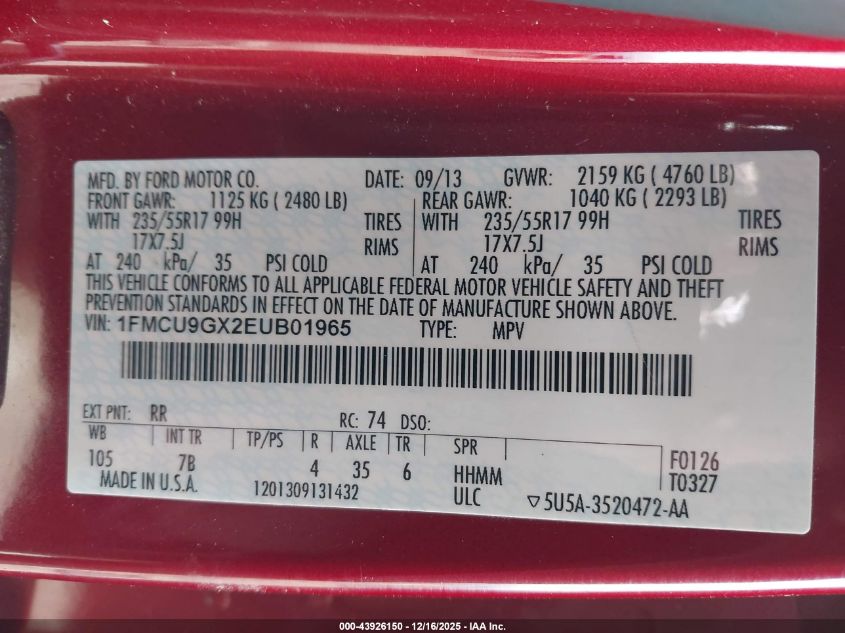 MFD. BY FORD MOTOR CO. DATE: 09/13 GVWR: 2159 KG ( 4760 LB)
FRONT GAWR: 1125 KG ( 2480 LB) REAR GAWR: 1040 KG ( 2293 LB)
WITH 235/55R17 99H TIRES WITH 235/55R17 99H TIRES
17X7.5J RIMS 17X7.5J RIMS
AT 240 kPa/ 35 PSI COLD AT 240 kPa/ 35 PSI COLD
THIS VEHICLE CONFORMS TO ALL APPLICABLE FEDERAL MOTOR VEHICLE SAFETY AND THEFT
PREVENTION STANDARDS IN EFFECT ON THE DATE OF MANUFACTURE SHOWN ABOVE.
VIN: 1FMCU9GX2EUB01965 TYPE: MPV
EXT PNT: RR RC: 74 DSO:
WB INT TR TP/PS R AXLE TR SPR
105 7B 4 35 6 HHMM F0126
MADE IN U.S.A. 1201309131432 ULC ▽5U5A-3520472-AA T0327
000-43926150 - 12/16/2025 - IAA Inc.